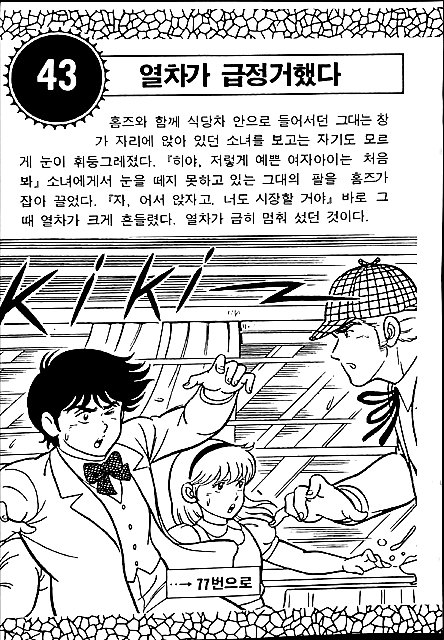 43
열차가 급정거했다
홈즈와 함께 식당차 안으로 들어서던 그대는 창
가 자리에 앉아 있던 소녀를 보고는 자기도 모르
게 눈이 휘둥그레졌다. 『히야, 저렇게 예쁜 여자아이는 처음
봐』 소녀에게서 눈을 떼지 못하고 있는 그대의 팔을 홈즈가
잡아 끌었다. 『자, 어서 앉자고. 너도 시장할 거야』 바로 그
때 열차가 크게 흔들렸다. 열차가 급히 멈춰 섰던 것이다.
KiKi
···→ 77번으로